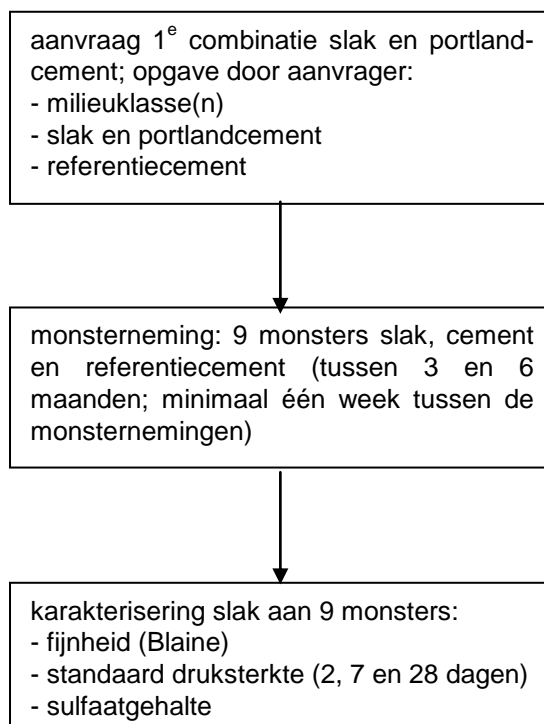 aanvraag 1e combinatie slak en portland-
cement; opgave door aanvrager:
- milieuklasse(n)
- slak en portlandcement
- referentiecement
monsterneming: 9 monsters slak, cement
en referentiecement (tussen 3 en 6
maanden; minimaal één week tussen de
monsternemingen)
karakterisering slak aan 9 monsters:
- fijnheid (Blaine)
- standaard druksterkte (2, 7 en 28 dagen)
- sulfaatgehalte